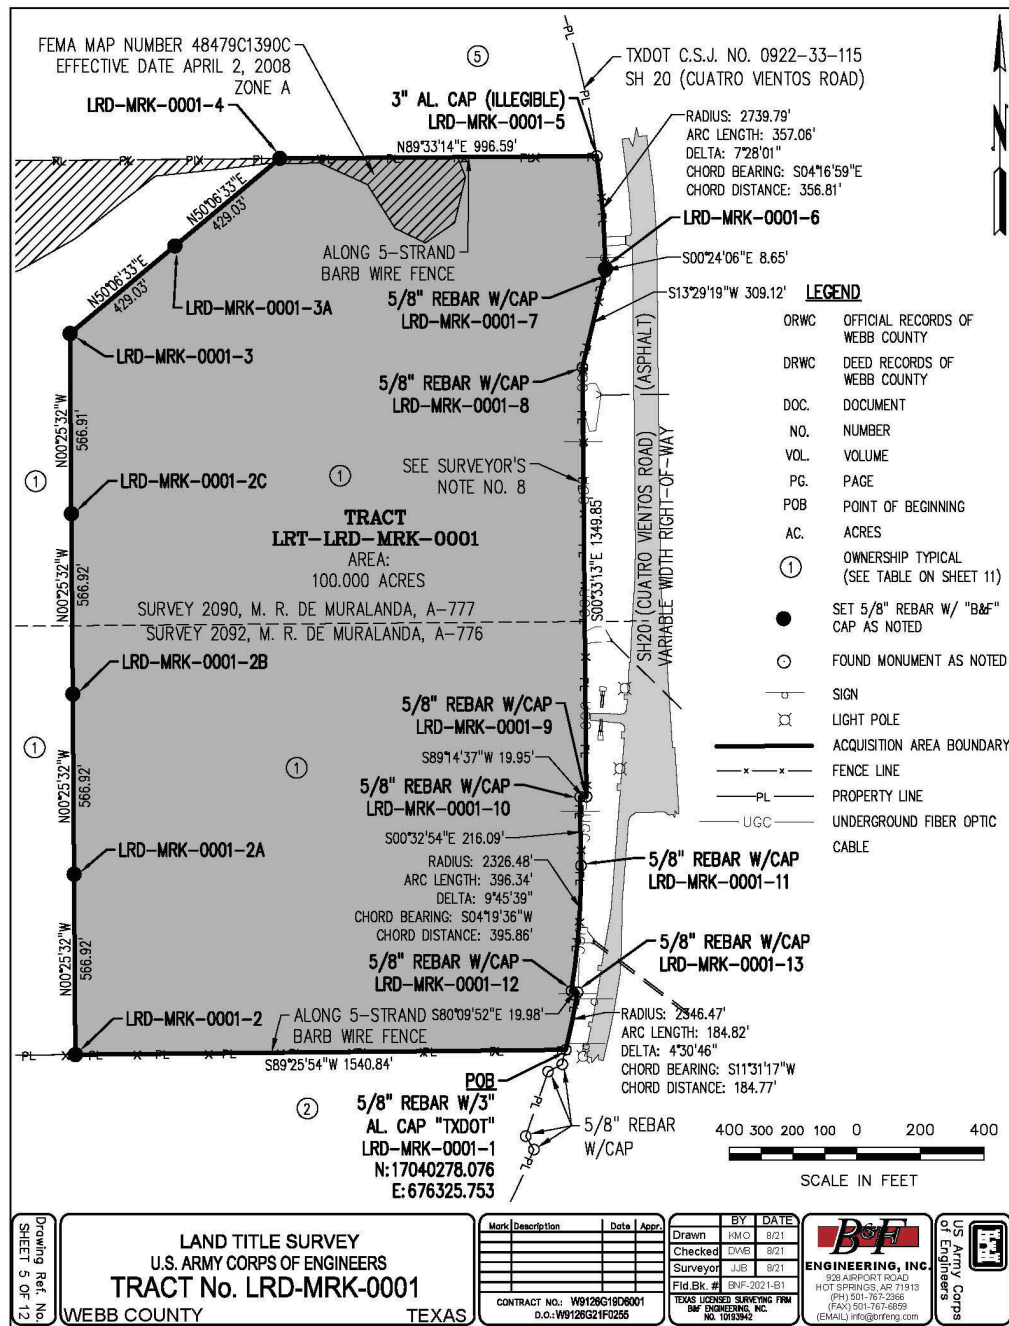 FEMA MAP NUMBER 48479C1390C
EFFECTIVE DATE APRIL 2, 2008
ZONE A
5
PL
TXDOT C.S.J. NO. 0922-33-115
SH 20 (CUATRO VIENTOS ROAD)
LRD-MRK-0001-4
3" AL. CAP (ILLEGIBLE)
LRD-MRK-0001-5
N89°33'14"E 996.59'
RADIUS: 2739.79'
ARC LENGTH: 357.06'
DELTA: 7°28'01"
CHORD BEARING: S04°16'59"E
CHORD DISTANCE: 356.81'
N
LRD-MRK-0001-6
S00°24'06"E 8.65'
S13°29'19"W 309.12'
N50°06'33"E
429.03'
N50°06'33"E
429.03'
ALONG 5-STRAND
BARB WIRE FENCE
LRD-MRK-0001-3A
5/8" REBAR W/CAP
LRD-MRK-0001-7
LRD-MRK-0001-3
5/8" REBAR W/CAP
LRD-MRK-0001-8
N00°25'32"W
566.91'
1
LRD-MRK-0001-2C
1
SEE SURVEYOR'S
NOTE NO. 8
TRACT
LRT-LRD-MRK-0001
AREA:
100.000 ACRES
S00°33'13"E 1349.85'
SH20 (CUATRO VIENTOS ROAD)
(ASPHALT)
VARIABLE WIDTH RIGHT-OF-WAY
N00°25'32"W
566.92'
SURVEY 2090, M. R. DE MURALANDA, A-777
SURVEY 2092, M. R. DE MURALANDA, A-776
LRD-MRK-0001-2B
1
N00°25'32"W
566.92'
1
5/8" REBAR W/CAP
LRD-MRK-0001-9
S89°14'37"W 19.95'
5/8" REBAR W/CAP
LRD-MRK-0001-10
S00°32'54"E 216.09'
LRD-MRK-0001-2A
RADIUS: 2326.48'
ARC LENGTH: 396.34'
DELTA: 9°45'39"
CHORD BEARING: S04°19'36"W
CHORD DISTANCE: 395.86'
5/8" REBAR W/CAP
LRD-MRK-0001-11
N00°25'32"W
566.92'
5/8" REBAR W/CAP
LRD-MRK-0001-12
5/8" REBAR W/CAP
LRD-MRK-0001-13
LRD-MRK-0001-2
ALONG 5-STRAND
BARB WIRE FENCE
S80°09'52"E 19.98'
S89°25'54"W 1540.84'
RADIUS: 2346.47'
ARC LENGTH: 184.82'
DELTA: 4°30'46"
CHORD BEARING: S11°31'17"W
CHORD DISTANCE: 184.77'
2
POB
5/8" REBAR W/3"
AL. CAP "TXDOT"
LRD-MRK-0001-1
N:17040278.076
E:676325.753
5/8" REBAR
W/CAP
LEGEND
ORWC OFFICIAL RECORDS OF
WEBB COUNTY
DRWC DEED RECORDS OF
WEBB COUNTY
DOC. DOCUMENT
NO. NUMBER
VOL. VOLUME
PG. PAGE
POB POINT OF BEGINNING
AC. ACRES
1 OWNERSHIP TYPICAL
(SEE TABLE ON SHEET 11)
SET 5/8" REBAR W/ "B&F"
CAP AS NOTED
FOUND MONUMENT AS NOTED
SIGN
LIGHT POLE
ACQUISITION AREA BOUNDARY
FENCE LINE
PL PROPERTY LINE
UGC UNDERGROUND FIBER OPTIC
CABLE
400 300 200 100 0 200 400
SCALE IN FEET
Drawing Ref. No.
SHEET 5 OF 12
LAND TITLE SURVEY
U.S. ARMY CORPS OF ENGINEERS
TRACT No. LRD-MRK-0001
WEBB COUNTY TEXAS
Mark Description Date Appr.
CONTRACT NO.: W9126G19D6001
D.O.: W9126G21F0255
BY DATE
Drawn KMO 8/21
Checked DWB 8/21
Surveyor JJB 8/21
Fld.Bk. # BNF-2021-B1
TEXAS LICENSED SURVEYING FIRM
B&F ENGINEERING, INC.
NO. 10193942
B&F
ENGINEERING, INC.
928 AIRPORT ROAD
HOT SPRINGS, AR 71913
(PH) 501-767-2366
(FAX) 501-767-6859
(EMAIL) info@bnfeng.com
US Army Corps
of Engineers